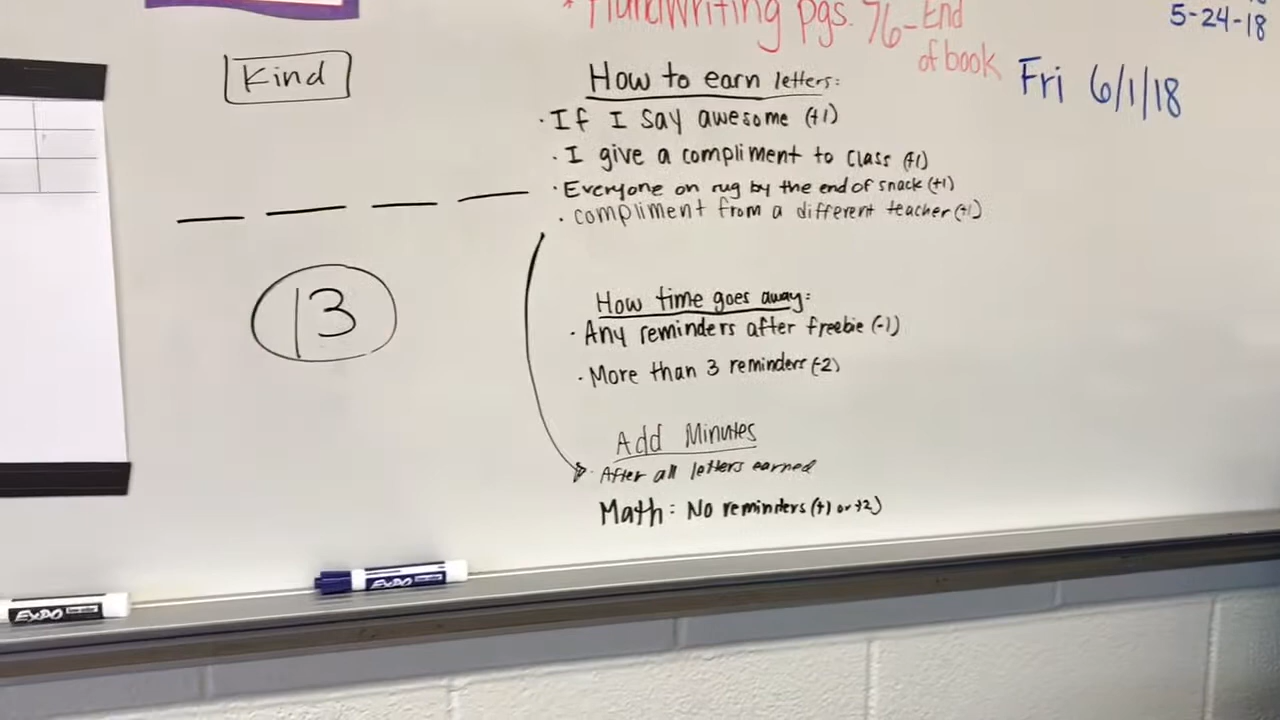 * Handwriting pgs. 76-End
of book
5-24-18
Fri 6/1/18
Kind
13
How to earn letters:
· If I say awesome (+1)
· I give a compliment to class (+1)
· Everyone on rug by the end of snack (+1)
· compliment from a different teacher (+1)
How time goes away:
· Any reminders after freebie (-1)
· More than 3 reminders (-2)
Add Minutes
· After all letters earned
Math: No reminders (+1 or +2)
EXPO
EXPO